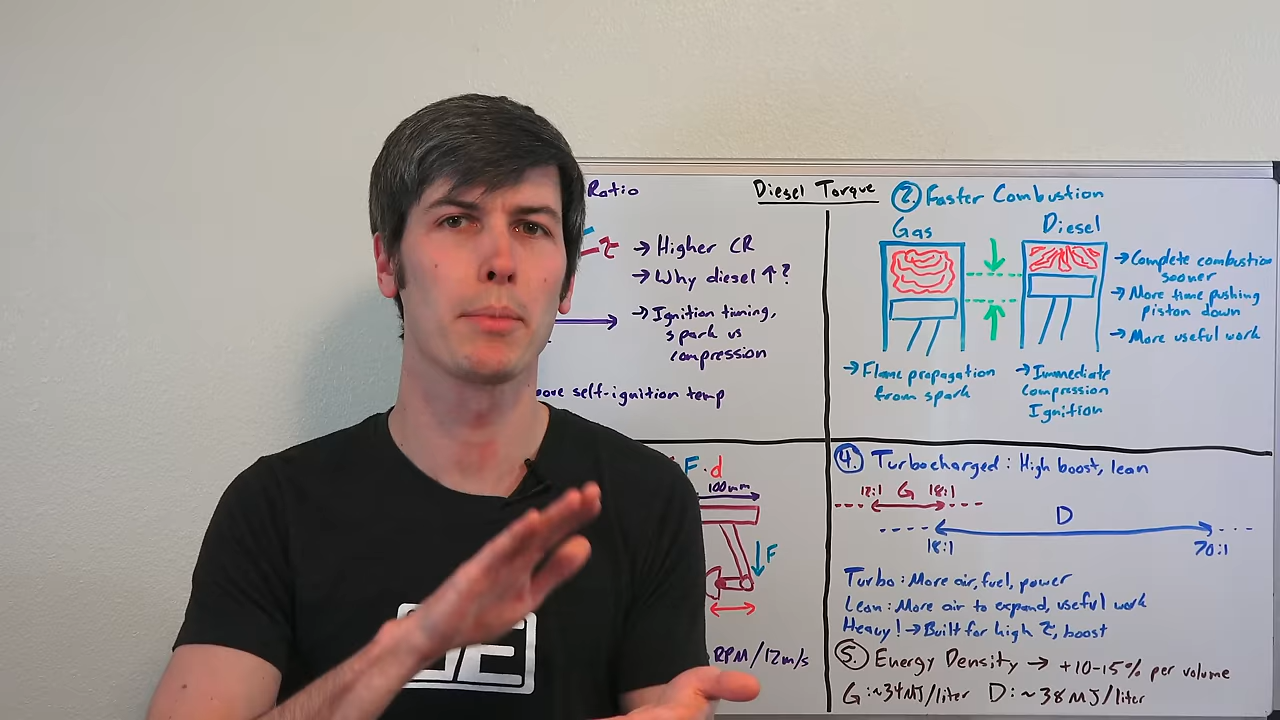 Ratio
→ Higher CR
→ Why diesel ↑?
→ Ignition timing,
spark vs
compression
self-ignition temp
Diesel Torque
2. Faster Combustion
Gas
Diesel
→ Complete combustion
sooner
→ More time pushing
piston down
→ More useful work
→ Flame propagation
from spark
→ Immediate
Compression
Ignition
F·d
100mm
F
RPM/12m/s
4. Turbocharged: High boost, lean
12:1 G 18:1
D
18:1
70:1
Turbo: More air, fuel, power
Lean: More air to expand, useful work
Heavy! → Built for high τ, boost
5. Energy Density → +10-15% per volume
G: ~34MJ/liter D: ~38MJ/liter